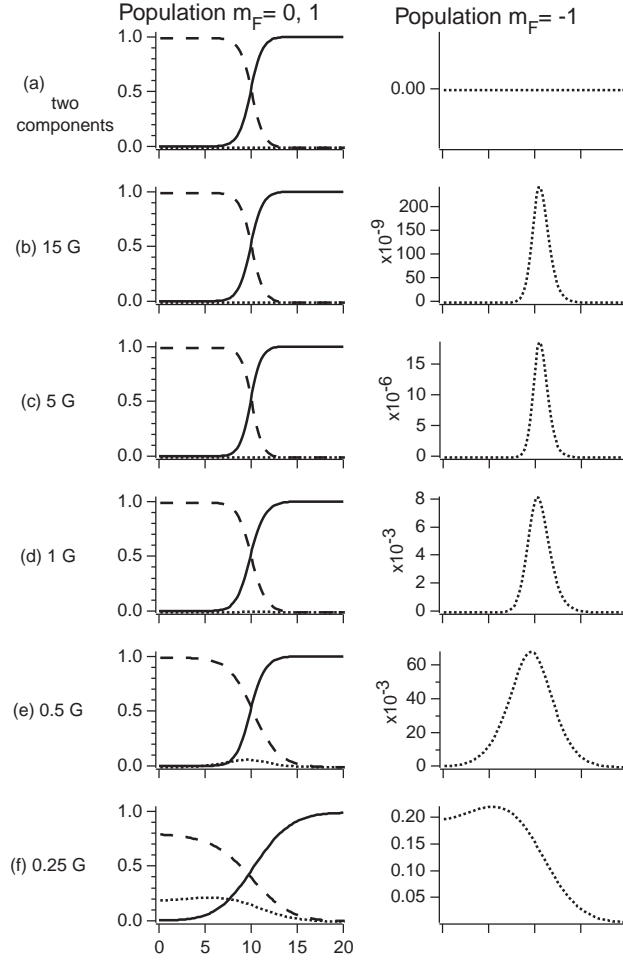 Population m_F= 0, 1
Population m_F= -1
(a)
two
components
1.0
0.5
0.0
0.00
(b) 15 G
1.0
0.5
0.0
x10^-9
200
150
100
50
0
(c) 5 G
1.0
0.5
0.0
x10^-6
15
10
5
0
(d) 1 G
1.0
0.5
0.0
x10^-3
8
6
4
2
0
(e) 0.5 G
1.0
0.5
0.0
x10^-3
60
40
20
0
(f) 0.25 G
1.0
0.5
0.0
0.20
0.15
0.10
0.05
0 5 10 15 20